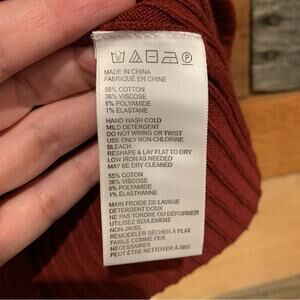 MADE IN CHINA
FABRIQUÉ EN CHINE
55% COTTON
36% VISCOSE
8% POLYAMIDE
1% ELASTANE
HAND WASH COLD
MILD DETERGENT
DO NOT WRING OR TWIST
USE ONLY NON-CHLORINE
BLEACH
RESHAPE & LAY FLAT TO DRY
LOW IRON AS NEEDED
MAY BE DRY CLEANED
55% COTON
36% VISCOSE
8% POLYAMIDE
1% ÉLASTHANNE
MAIN FROIDE DE LAVAGE
DÉTERGENT DOUX
NE PAS TORDRE OU DÉTORDRE
UTILISEZ SEULEMENT
NON-JAVEL
REMODELER SÉCHER À PLAT
FAIBLE COMME FER
NÉCESSAIRES
PEUT ÊTRE NETTOYER À SEC